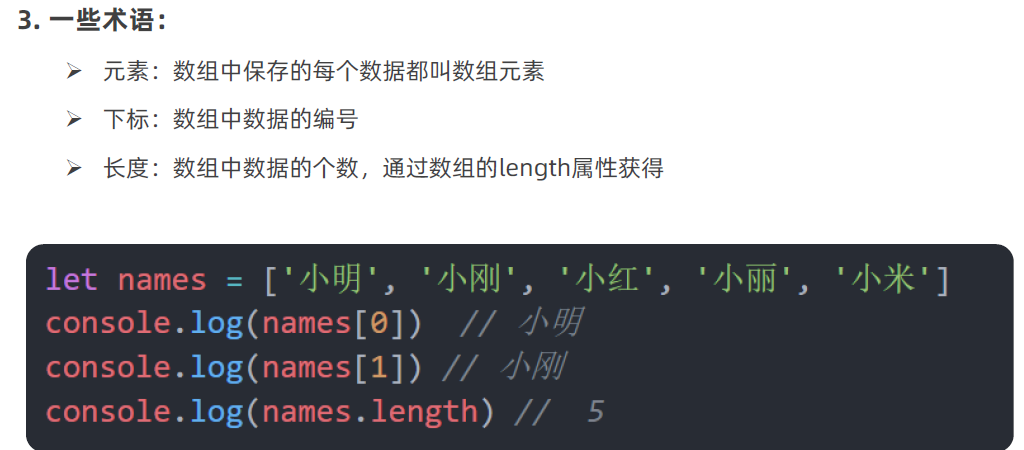 3. 一些术语：
➢ 元素：数组中保存的每个数据都叫数组元素
➢ 下标：数组中数据的编号
➢ 长度：数组中数据的个数，通过数组的length属性获得
let names = ['小明', '小刚', '小红', '小丽', '小米']
console.log(names[0])  // 小明
console.log(names[1]) // 小刚
console.log(names.length) //  5